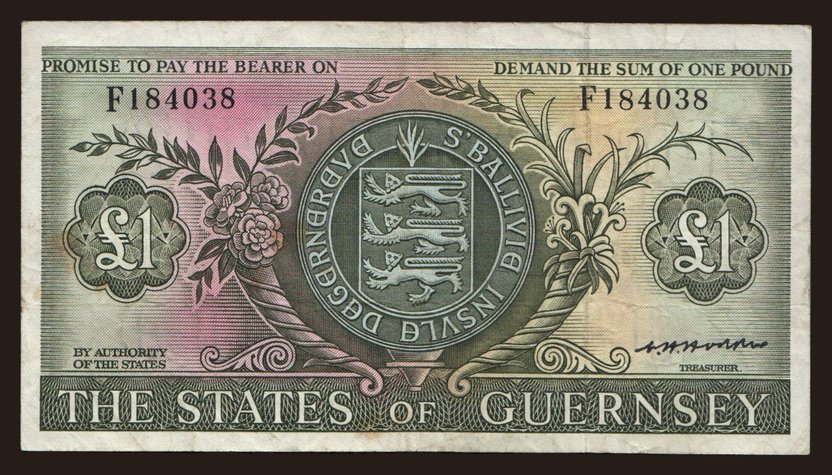 PROMISE TO PAY THE BEARER ON DEMAND THE SUM OF ONE POUND
F184038 F184038
S'BALLIVIE INSVLE DEGERNEREVE
£1 £1
BY AUTHORITY
OF THE STATES
TREASURER.
THE STATES OF GUERNSEY